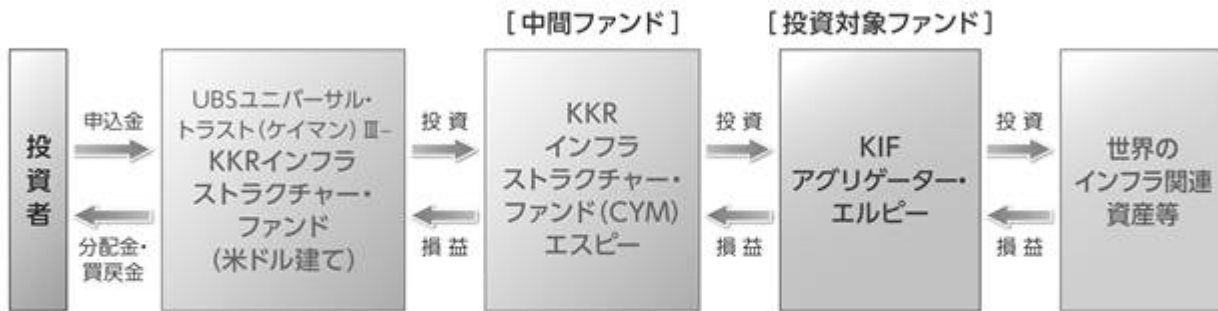 [中間ファンド]
[投資対象ファンド]
投資者
申込金
分配金・
買戻金
UBSユニバーサル・
トラスト(ケイマン)Ⅲ−
KKRインフラ
ストラクチャー・
ファンド
(米ドル建て)
投資
損益
KKR
インフラ
ストラクチャー・
ファンド(CYM)
エスピー
投資
損益
KIF
アグリゲーター・
エルピー
投資
損益
世界の
インフラ関連
資産等